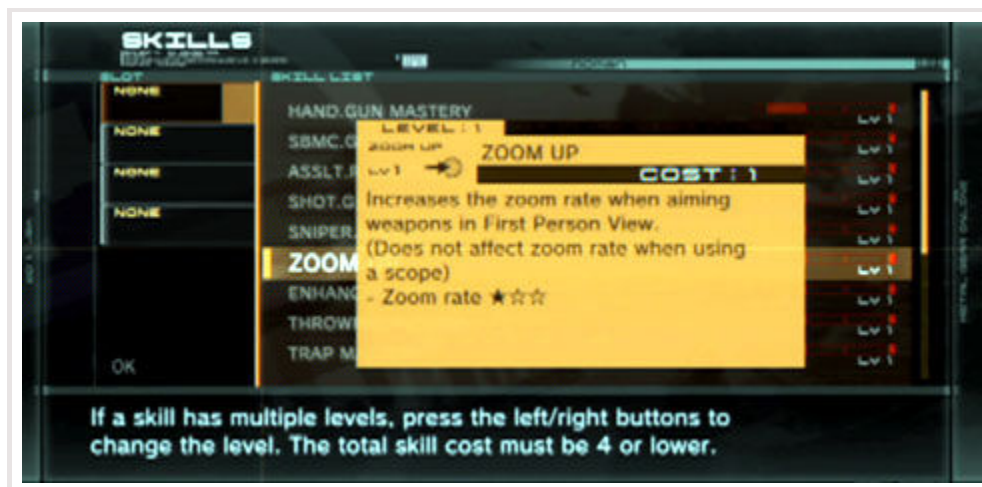 SKILLS
SLOT
SKILL LIST
NONE
NONE
NONE
NONE
OK
HAND.GUN MASTERY
Lv 1
SBMC.G
Lv 1
ASSLT.
Lv 1
SHOT.G
Lv 1
SNIPER.
Lv 1
ZOOM
Lv 1
ENHANC
Lv 1
THROW
Lv 1
TRAP M
Lv 1
LEVEL : 1
ZOOM UP
Lv 1
ZOOM UP
COST : 1
Increases the zoom rate when aiming
weapons in First Person View.
(Does not affect zoom rate when using
a scope)
- Zoom rate ★☆☆
If a skill has multiple levels, press the left/right buttons to
change the level. The total skill cost must be 4 or lower.